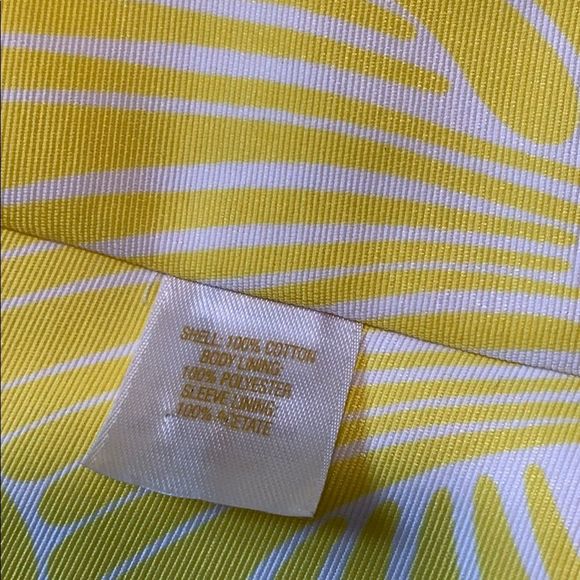 SHELL 100% COTTON
BODY LINING
100% POLYESTER
SLEEVE LINING
100% ACETATE